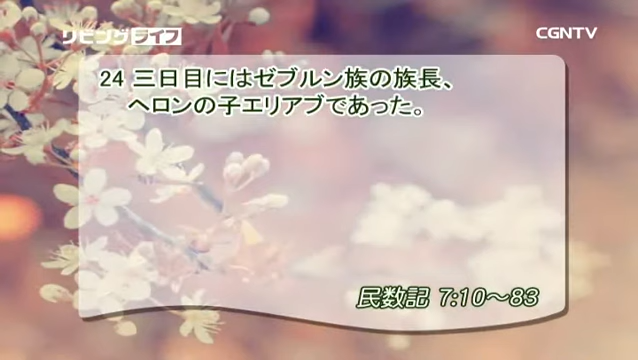 リビングライフ
CGNTV
24 三日目にはゼブルン族の族長、
ヘロンの子エリアブであった。
民数記 7:10〜83